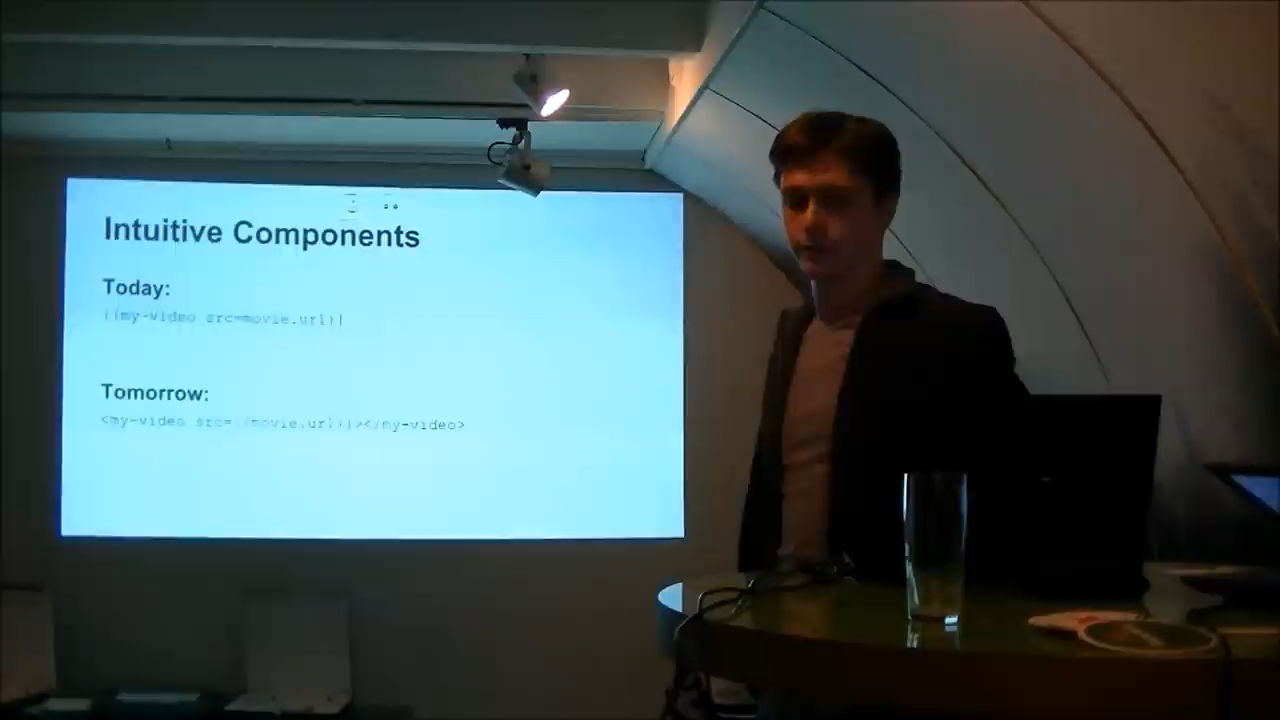 Intuitive Components
Today:
{{my-video src=movie.url}}
Tomorrow:
<my-video src={{movie.url}}></my-video>